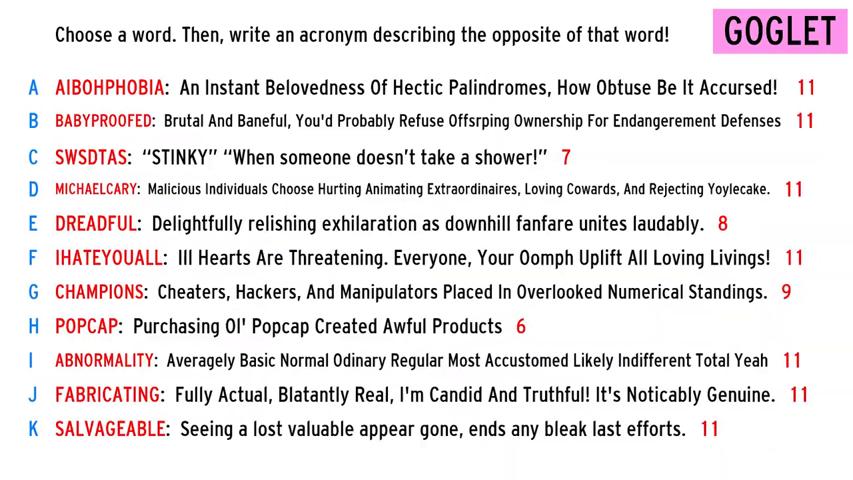 Choose a word. Then, write an acronym describing the opposite of that word!
GOGLET
A AIBOHPHOBIA: An Instant Belovedness Of Hectic Palindromes, How Obtuse Be It Accursed! 11
B BABYPROOFED: Brutal And Baneful, You'd Probably Refuse Offsrping Ownership For Endangerement Defenses 11
C SWSDTAS: “STINKY” “When someone doesn’t take a shower!” 7
D MICHAELCARY: Malicious Individuals Choose Hurting Animating Extraordinaires, Loving Cowards, And Rejecting Yoylecake. 11
E DREADFUL: Delightfully relishing exhilaration as downhill fanfare unites laudably. 8
F IHATEYOUALL: Ill Hearts Are Threatening. Everyone, Your Oomph Uplift All Loving Livings! 11
G CHAMPIONS: Cheaters, Hackers, And Manipulators Placed In Overlooked Numerical Standings. 9
H POPCAP: Purchasing Ol' Popcap Created Awful Products 6
I ABNORMALITY: Averagely Basic Normal Odinary Regular Most Accustomed Likely Indifferent Total Yeah 11
J FABRICATING: Fully Actual, Blatantly Real, I'm Candid And Truthful! It's Noticably Genuine. 11
K SALVAGEABLE: Seeing a lost valuable appear gone, ends any bleak last efforts. 11